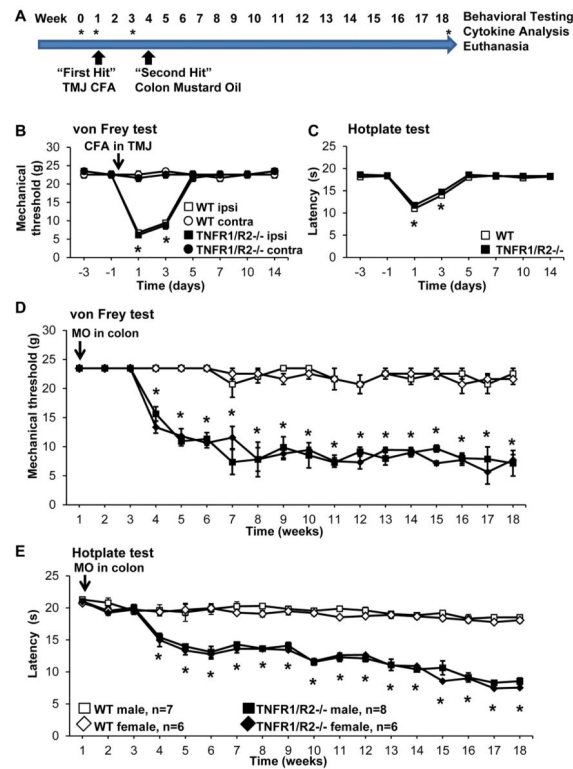 A
Week 0 1 3 4 5 6 7 8 9 10 11 12 13 14 15 16 17 18 Behavioral Testing
* * * * Cytokine Analysis
Euthanasia
“First Hit” “Second Hit”
TMJ CFA Colon Mustard Oil
B
von Frey test
CFA in TMJ
Mechanical threshold (g)
30
25
20
15
10
5
0
WT ipsi
WT contra
TNFR1/R2-/- ipsi
TNFR1/R2-/- contra
* *
-3 -1 1 3 5 7 10 14
Time (days)
C
Hotplate test
Latency (s)
25
20
15
10
5
0
WT
TNFR1/R2-/-
* *
-3 -1 1 3 5 7 10 14
Time (days)
D
von Frey test
MO in colon
Mechanical threshold (g)
30
25
20
15
10
5
0
* * * * * * * * * * * * * * *
1 2 3 4 5 6 7 8 9 10 11 12 13 14 15 16 17 18
Time (weeks)
E
Hotplate test
MO in colon
Latency (s)
25
20
15
10
5
0
* * * * * * * * * * * * * * *
WT male, n=7 TNFR1/R2-/- male, n=8
WT female, n=6 TNFR1/R2-/- female, n=6
1 2 3 4 5 6 7 8 9 10 11 12 13 14 15 16 17 18
Time (weeks)